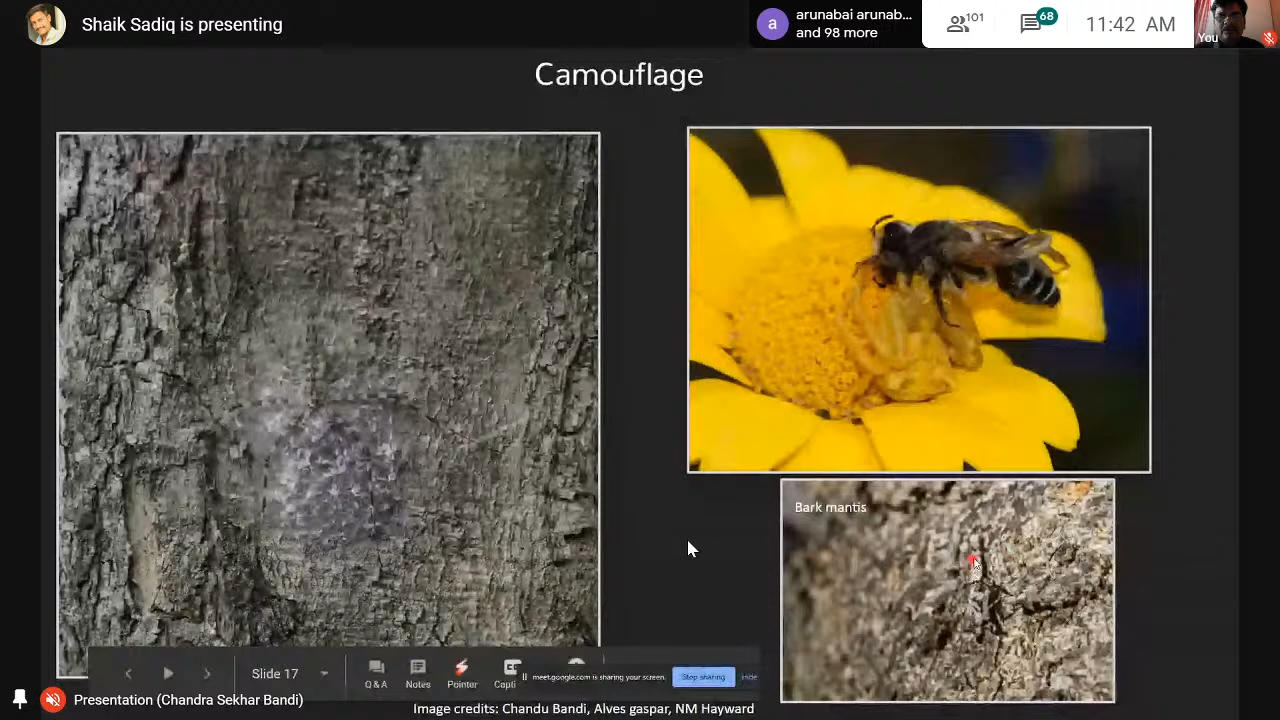 Shaik Sadiq is presenting
a
arunabai arunab...
and 98 more
101
68
11:42 AM
You
Camouflage
Bark mantis
Slide 17
Q & A
Notes
Pointer
Capti
meet.google.com is sharing your screen.
Stop sharing
Hide
Presentation (Chandra Sekhar Bandi)
Image credits: Chandu Bandi, Alves gaspar, NM Hayward